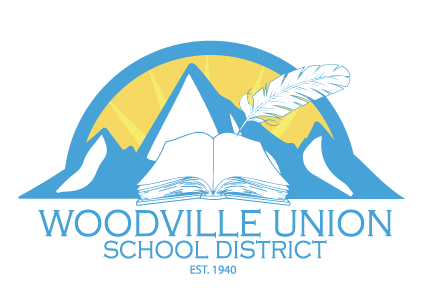 WOODVILLE UNION
SCHOOL DISTRICT
EST. 1940